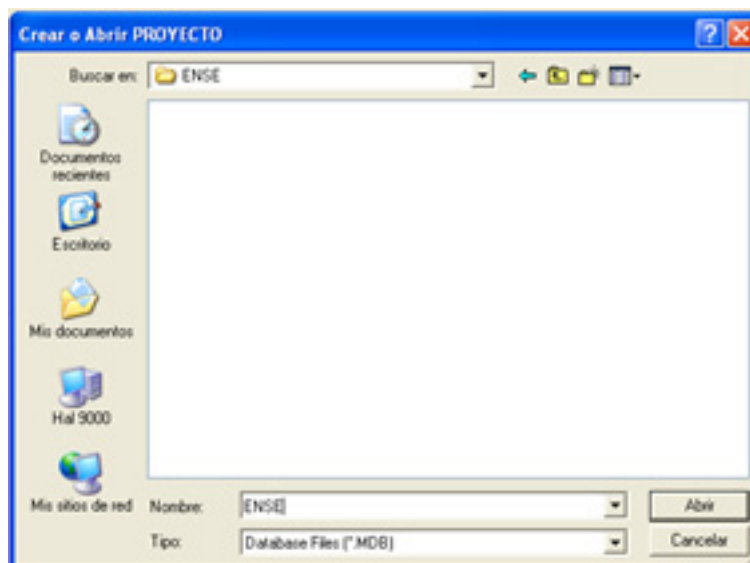 Crear o Abrir PROYECTO
Buscar en: ENSE
Documentos
recientes
Escritorio
Mis documentos
Hal 9000
Mis sitios de red
Nombre: ENSE
Abrir
Tipo: Database Files (*.MDB)
Cancelar